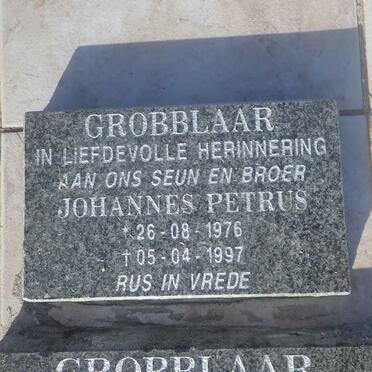 GROBBLAAR
IN LIEFDEVOLLE HERINNERING
AAN ONS SEUN EN BROER
JOHANNES PETRUS
* 26-08-1976
† 05-04-1997
RUS IN VREDE
GROBBLAAR